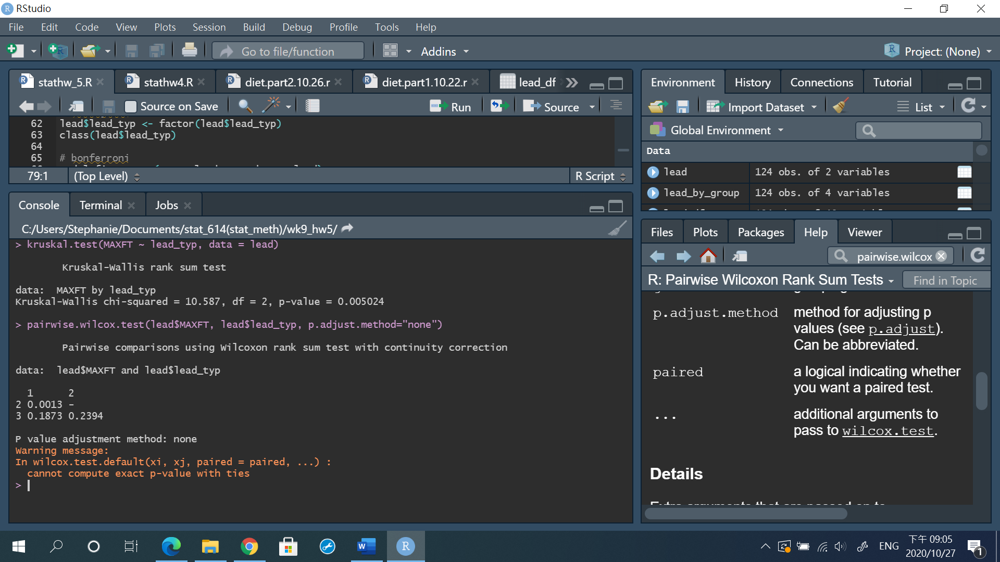 RStudio
File Edit Code View Plots Session Build Debug Profile Tools Help
Go to file/function Addins Project: (None)
stathw_5.R stathw4.R diet.part2.10.26.r diet.part1.10.22.r lead_df
Source on Save Run Source
62 lead$lead_typ <- factor(lead$lead_typ)
63 class(lead$lead_typ)
64
65 # bonferroni
79:1 (Top Level) R Script
Console Terminal Jobs
C:/Users/Stephanie/Documents/stat_614(stat_meth)/wk9_hw5/
> kruskal.test(MAXFT ~ lead_typ, data = lead)
Kruskal-Wallis rank sum test
data:  MAXFT by lead_typ
Kruskal-Wallis chi-squared = 10.587, df = 2, p-value = 0.005024
> pairwise.wilcox.test(lead$MAXFT, lead$lead_typ, p.adjust.method="none")
Pairwise comparisons using Wilcoxon rank sum test with continuity correction
data:  lead$MAXFT and lead$lead_typ
1 2
2 0.0013 -
3 0.1873 0.2394
P value adjustment method: none
Warning message:
In wilcox.test.default(xi, xj, paired = paired, ...) :
cannot compute exact p-value with ties
>
Environment History Connections Tutorial
Import Dataset List
Global Environment
Data
lead 124 obs. of 2 variables
lead_by_group 124 obs. of 4 variables
Files Plots Packages Help Viewer
pairwise.wilcox
R: Pairwise Wilcoxon Rank Sum Tests Find in Topic
p.adjust.method method for adjusting p
values (see p.adjust).
Can be abbreviated.
paired a logical indicating whether
you want a paired test.
... additional arguments to
pass to wilcox.test.
Details
ENG 下午 09:05
2020/10/27 1